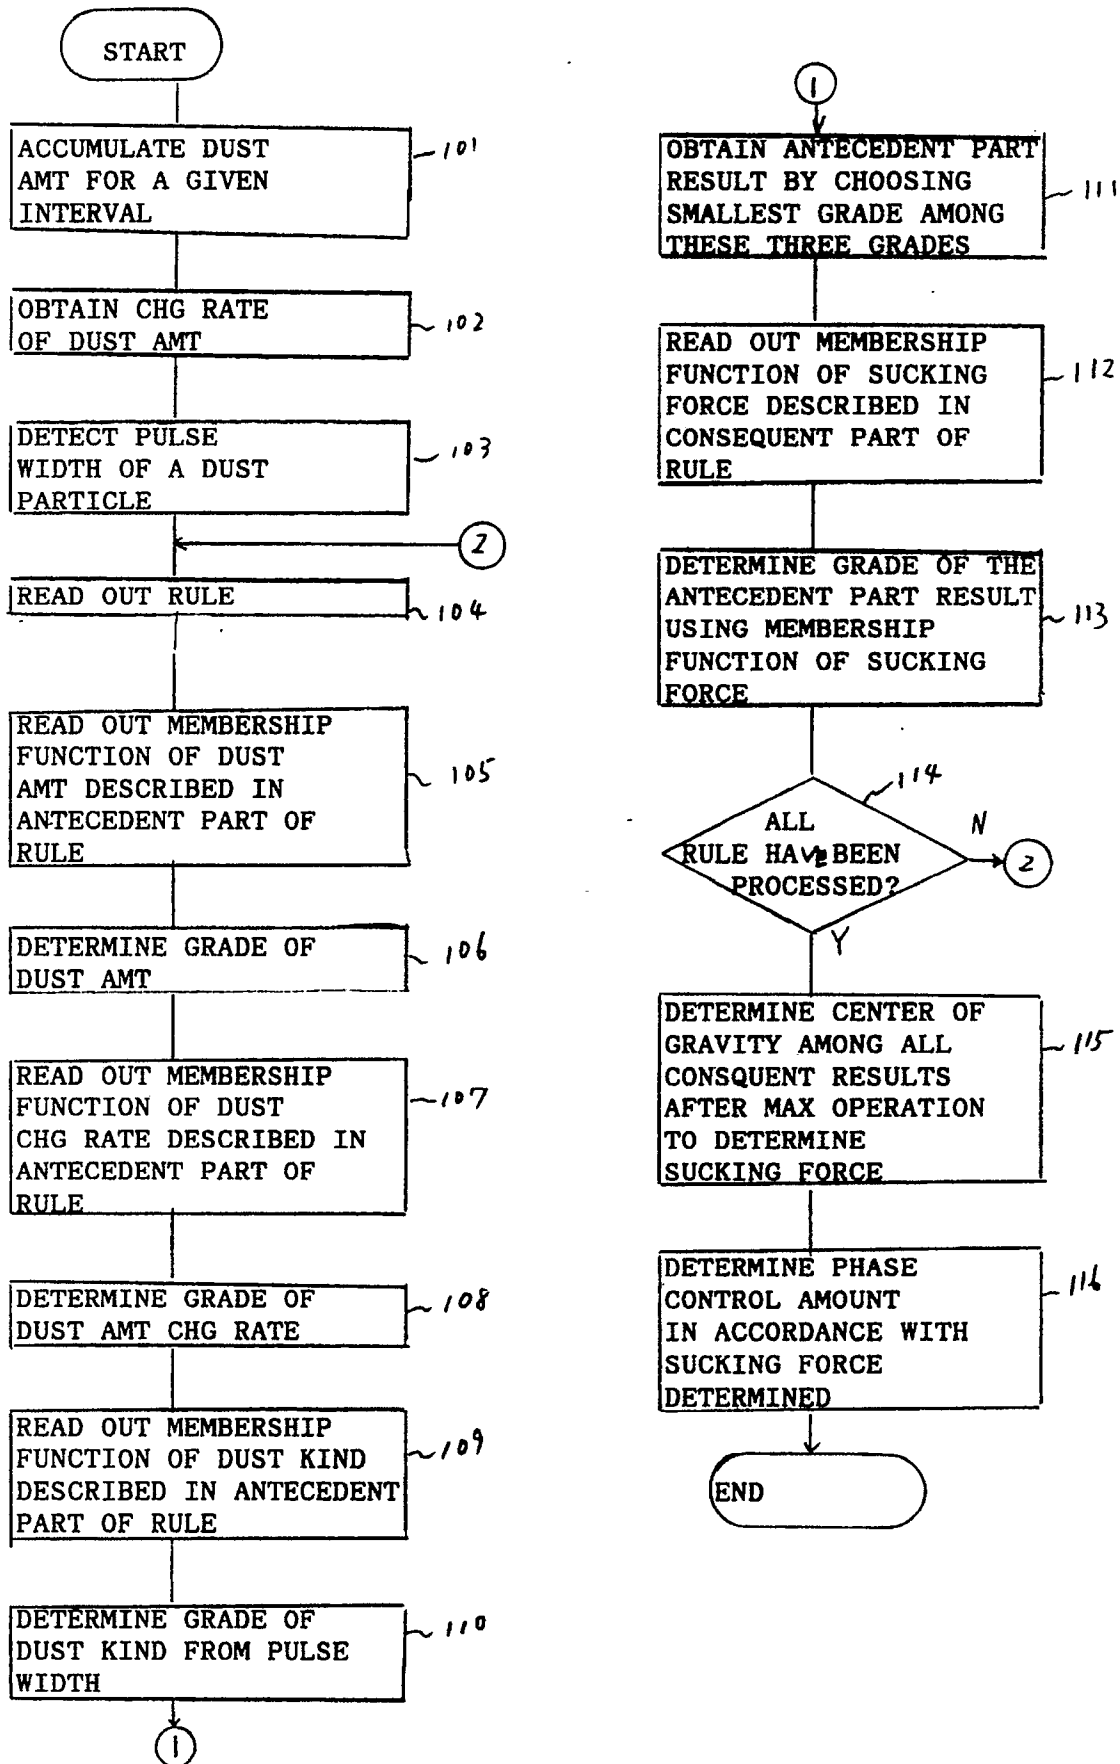 START
ACCUMULATE DUST
AMT FOR A GIVEN
INTERVAL
101
OBTAIN CHG RATE
OF DUST AMT
102
DETECT PULSE
WIDTH OF A DUST
PARTICLE
103
2
READ OUT RULE
104
READ OUT MEMBERSHIP
FUNCTION OF DUST
AMT DESCRIBED IN
ANTECEDENT PART OF
RULE
105
DETERMINE GRADE OF
DUST AMT
106
READ OUT MEMBERSHIP
FUNCTION OF DUST
CHG RATE DESCRIBED IN
ANTECEDENT PART OF
RULE
107
DETERMINE GRADE OF
DUST AMT CHG RATE
108
READ OUT MEMBERSHIP
FUNCTION OF DUST KIND
DESCRIBED IN ANTECEDENT
PART OF RULE
109
DETERMINE GRADE OF
DUST KIND FROM PULSE
WIDTH
110
1
1
OBTAIN ANTECEDENT PART
RESULT BY CHOOSING
SMALLEST GRADE AMONG
THESE THREE GRADES
111
READ OUT MEMBERSHIP
FUNCTION OF SUCKING
FORCE DESCRIBED IN
CONSEQUENT PART OF
RULE
112
DETERMINE GRADE OF THE
ANTECEDENT PART RESULT
USING MEMBERSHIP
FUNCTION OF SUCKING
FORCE
113
114
ALL
RULE HAVE BEEN
PROCESSED?
N
2
Y
DETERMINE CENTER OF
GRAVITY AMONG ALL
CONSQUENT RESULTS
AFTER MAX OPERATION
TO DETERMINE
SUCKING FORCE
115
DETERMINE PHASE
CONTROL AMOUNT
IN ACCORDANCE WITH
SUCKING FORCE
DETERMINED
116
END